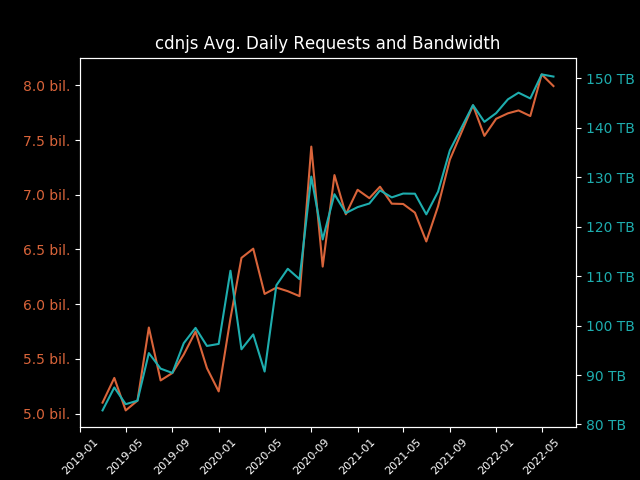 cdnjs Avg. Daily Requests and Bandwidth
8.0 bil.
7.5 bil.
7.0 bil.
6.5 bil.
6.0 bil.
5.5 bil.
5.0 bil.
150 TB
140 TB
130 TB
120 TB
110 TB
100 TB
90 TB
80 TB
2019-01
2019-05
2019-09
2020-01
2020-05
2020-09
2021-01
2021-05
2021-09
2022-01
2022-05